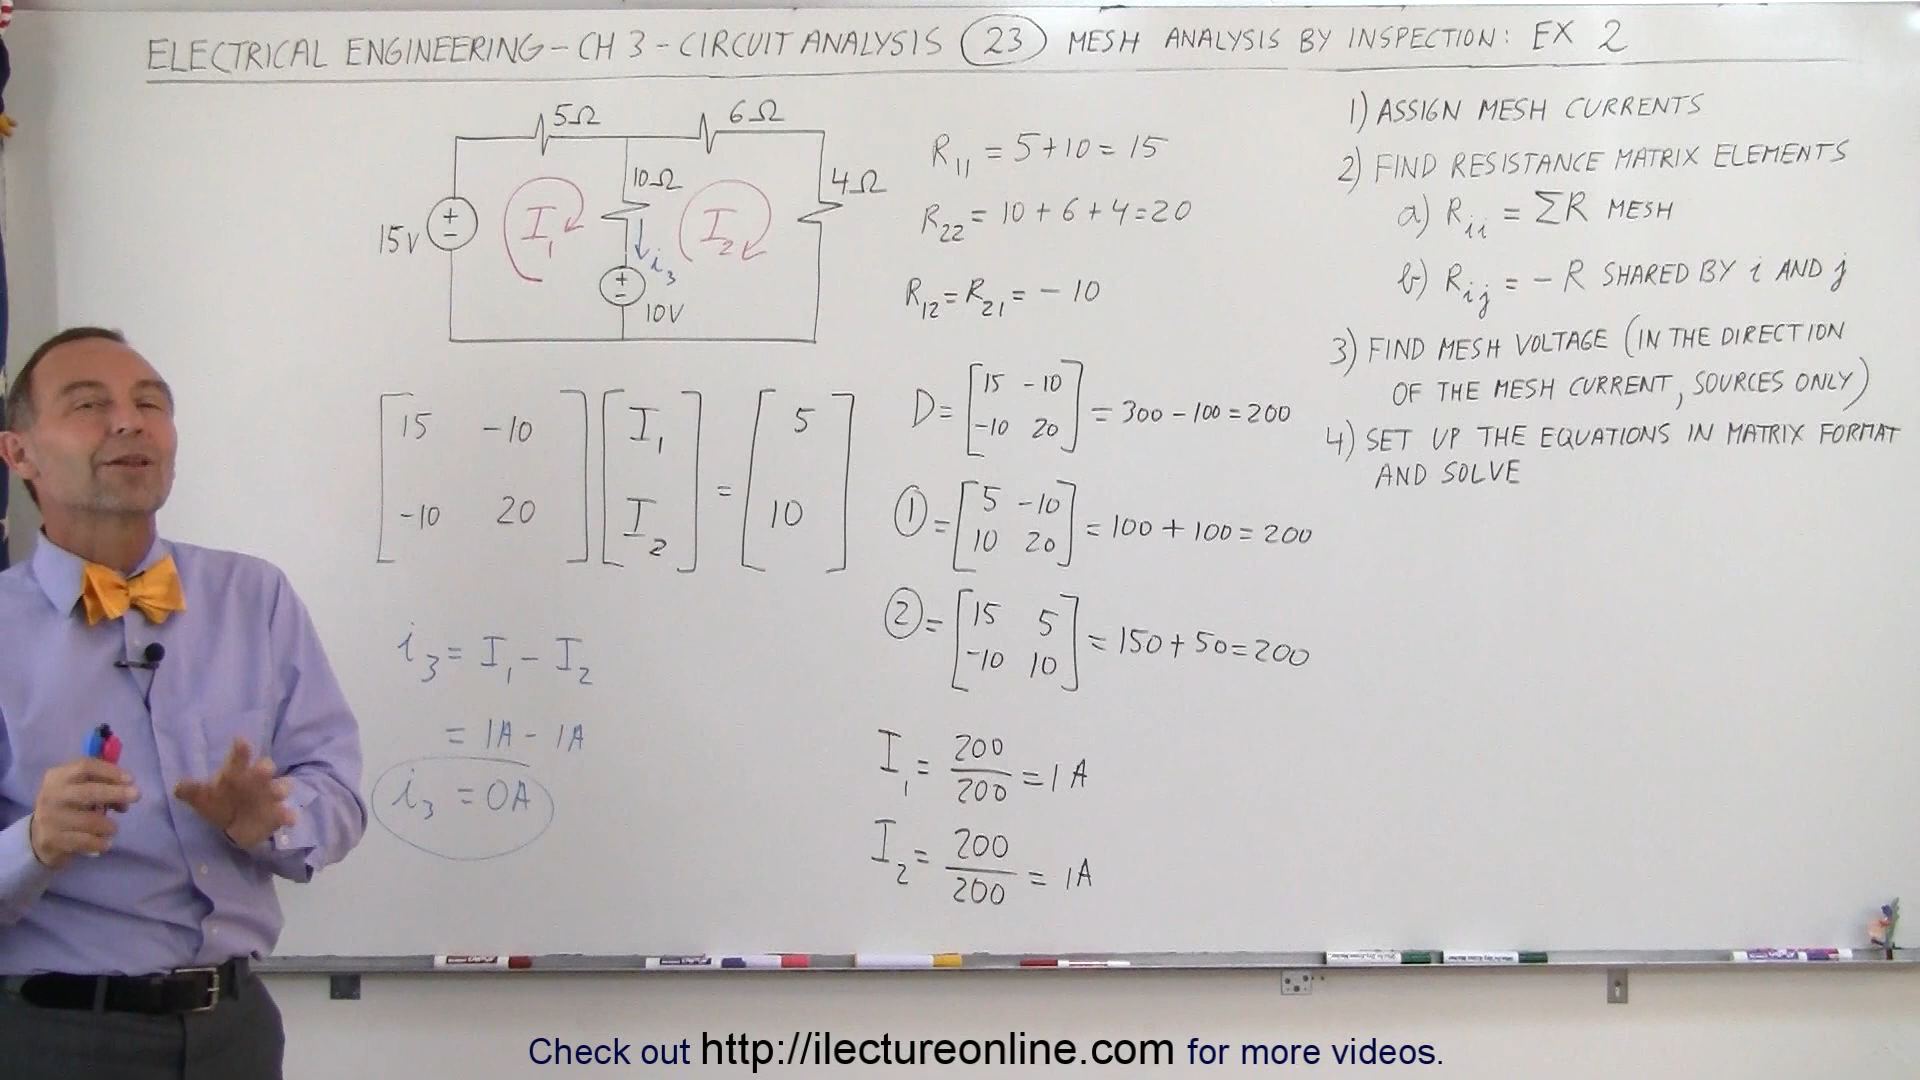 ELECTRICAL ENGINEERING - CH 3 - CIRCUIT ANALYSIS 23 MESH ANALYSIS BY INSPECTION: EX 2
5Ω
6Ω
10Ω
4Ω
15V
+
-
I₁
I₂
i₃
+
-
10V
R₁₁ = 5+10 = 15
R₂₂ = 10 + 6 + 4 = 20
R₁₂ = R₂₁ = - 10
1) ASSIGN MESH CURRENTS
2) FIND RESISTANCE MATRIX ELEMENTS
a) Rᵢᵢ = ΣR MESH
b) Rᵢⱼ = - R SHARED BY i AND j
3) FIND MESH VOLTAGE (IN THE DIRECTION
OF THE MESH CURRENT, SOURCES ONLY)
4) SET UP THE EQUATIONS IN MATRIX FORMAT
AND SOLVE
[15 -10] [I₁] = [5]
[-10 20] [I₂] [10]
D = [15 -10] = 300 - 100 = 200
[-10 20]
① = [5 -10] = 100 + 100 = 200
[10 20]
② = [15 5] = 150 + 50 = 200
[-10 10]
i₃ = I₁ - I₂
= 1A - 1A
i₃ = 0A
I₁ = 200/200 = 1A
I₂ = 200/200 = 1A
Check out http://ilectureonline.com for more videos.